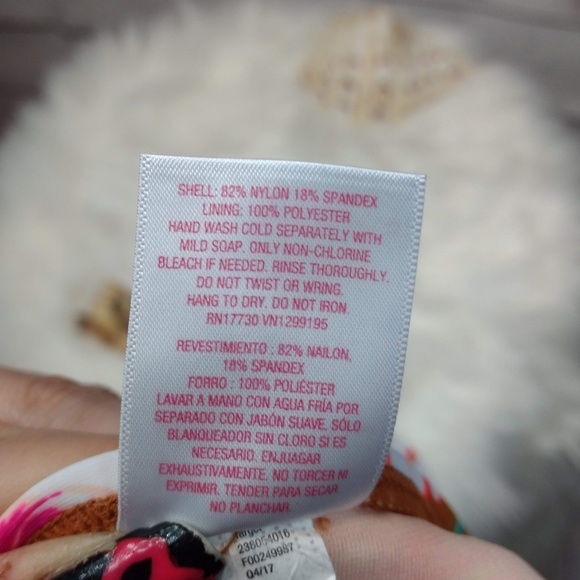 SHELL: 82% NYLON 18% SPANDEX
LINING: 100% POLYESTER
HAND WASH COLD SEPARATELY WITH
MILD SOAP. ONLY NON-CHLORINE
BLEACH IF NEEDED. RINSE THOROUGHLY.
DO NOT TWIST OR WRING.
HANG TO DRY. DO NOT IRON.
RN17730 VN1299195
REVESTIMIENTO : 82% NAILON,
18% SPANDEX
FORRO : 100% POLIÉSTER
LAVAR A MANO CON AGUA FRÍA POR
SEPARADO CON JABÓN SUAVE. SÓLO
BLANQUEADOR SIN CLORO SI ES
NECESARIO. ENJUAGAR
EXHAUSTIVAMENTE. NO TORCER NI
EXPRIMIR. TENDER PARA SECAR.
NO PLANCHAR.
236054016
F00249987
04/17